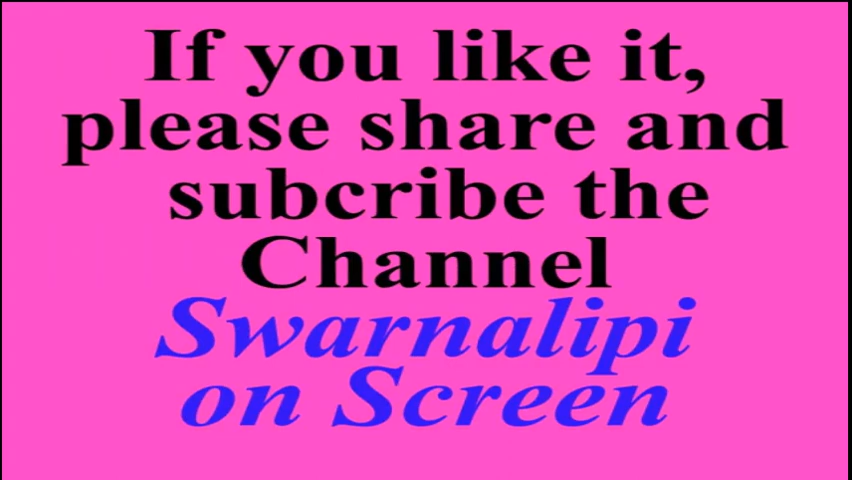 If you like it,
please share and
subcribe the
Channel
Swarnalipi
on Screen